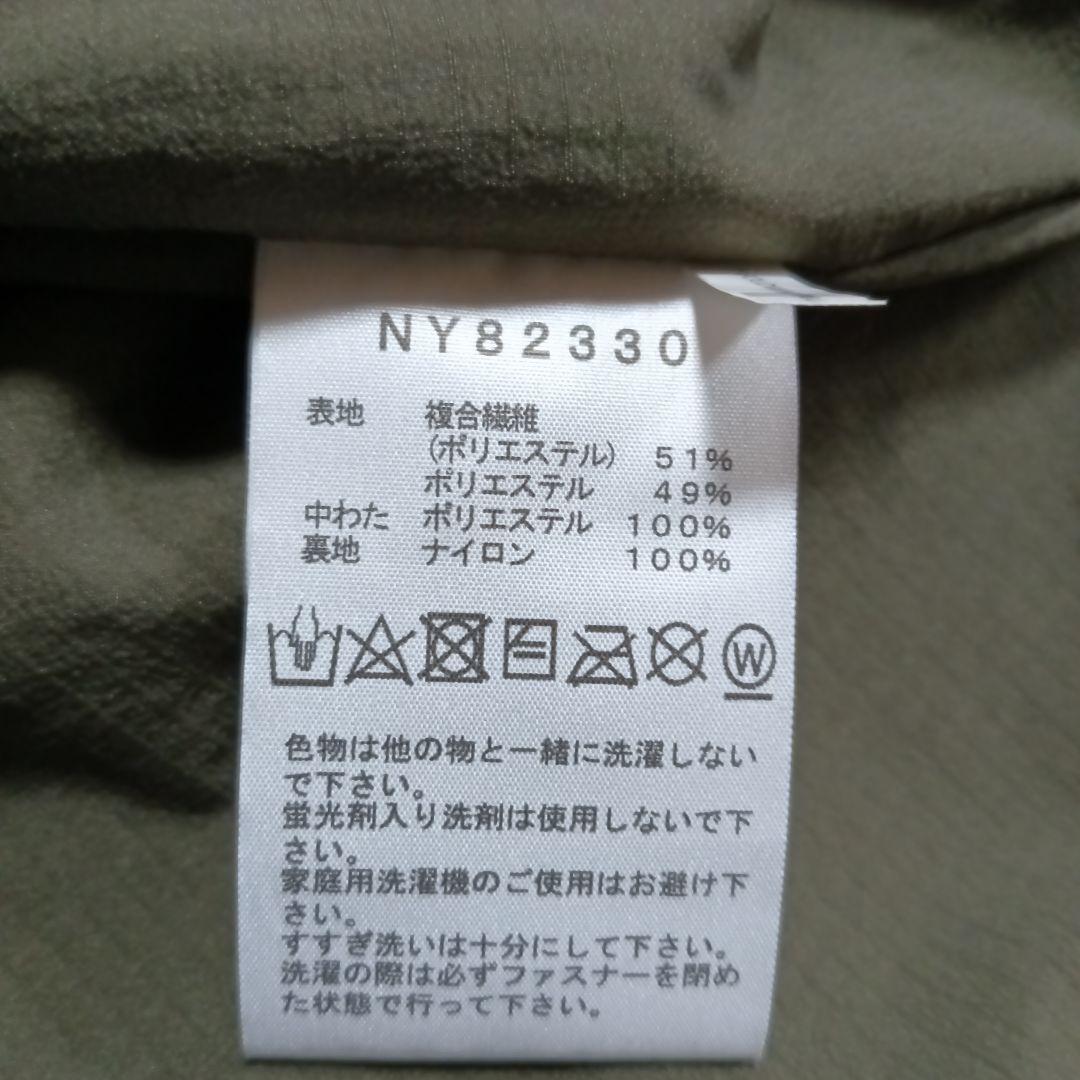 NY82330
表地 複合繊維
(ポリエステル) 51%
ポリエステル 49%
中わた ポリエステル 100%
裏地 ナイロン 100%
W
色物は他の物と一緒に洗濯しない
で下さい。
蛍光剤入り洗剤は使用しないで下
さい。
家庭用洗濯機のご使用はお避け下
さい。
すすぎ洗いは十分にして下さい。
洗濯の際は必ずファスナーを閉め
た状態で行って下さい。